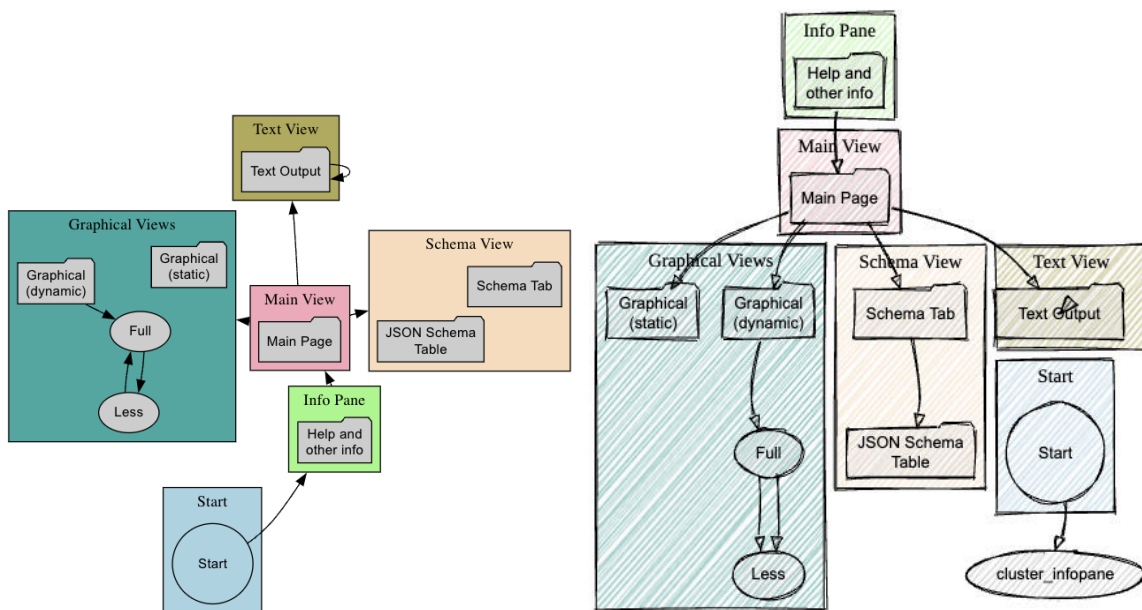 Text View
Text Output
Graphical Views
Graphical
(static)
Graphical
(dynamic)
Full
Less
Schema View
Schema Tab
JSON Schema
Table
Main View
Main Page
Info Pane
Help and
other info
Start
Start
Info Pane
Help and
other info
Main View
Main Page
Graphical Views
Graphical
(static)
Graphical
(dynamic)
Full
Less
Schema View
Schema Tab
JSON Schema
Table
Text View
Text Output
Start
Start
cluster_infopane